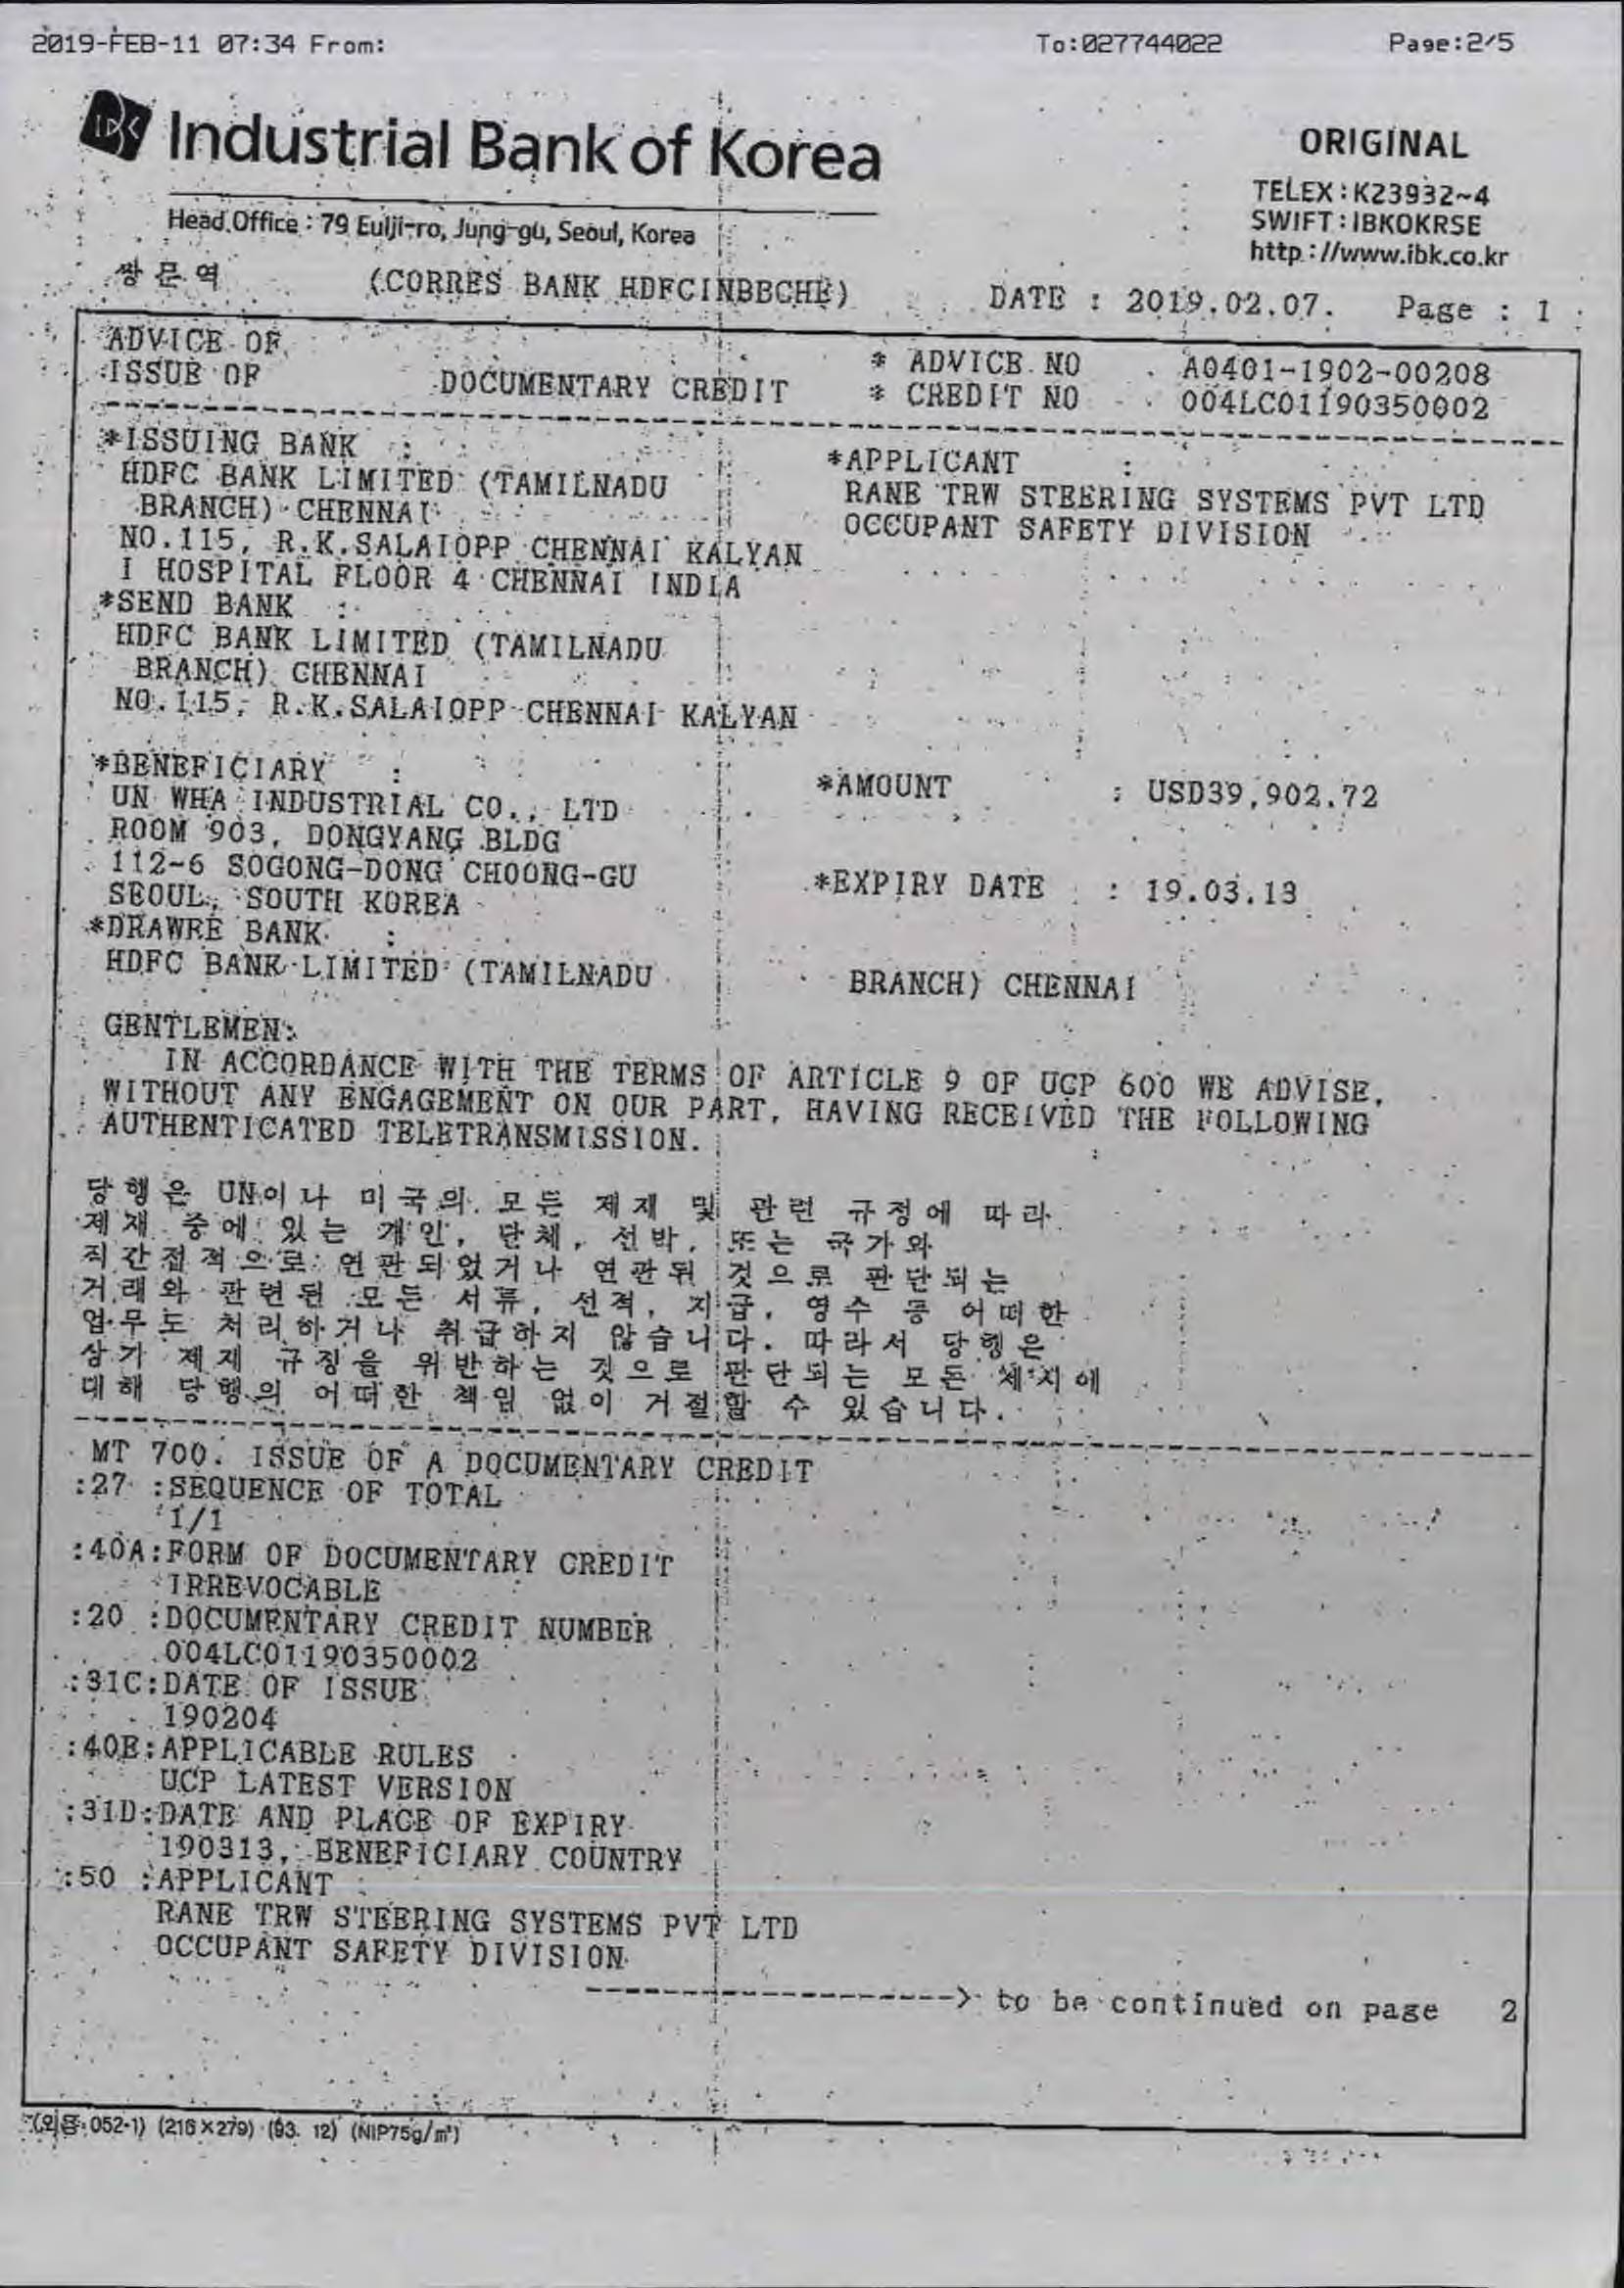 2019-FEB-11 07:34 From: To:027744022 Page:2/5
IBK Industrial Bank of Korea
ORIGINAL
TELEX : K23932~4
SWIFT : IBKOKRSE
http : //www.ibk.co.kr
Head Office : 79 Eulji-ro, Jung-gu, Seoul, Korea
쌍문역 (CORRES BANK HDFCINBBCHE) DATE : 2019.02.07. Page : 1
ADVICE OF
ISSUE OF DOCUMENTARY CREDIT
* ADVICE NO A0401-1902-00208
* CREDIT NO 004LC01190350002
*ISSUING BANK :
HDFC BANK LIMITED (TAMILNADU
BRANCH) CHENNAI
NO.115, R.K.SALAIOPP CHENNAI KALYAN
I HOSPITAL FLOOR 4 CHENNAI INDIA
*APPLICANT :
RANE TRW STEERING SYSTEMS PVT LTD
OCCUPANT SAFETY DIVISION
*SEND BANK :
HDFC BANK LIMITED (TAMILNADU
BRANCH) CHENNAI
NO.115, R.K.SALAIOPP CHENNAI KALYAN
*BENEFICIARY :
UN WHA INDUSTRIAL CO., LTD
ROOM 903, DONGYANG BLDG
112-6 SOGONG-DONG CHOONG-GU
SEOUL, SOUTH KOREA
*AMOUNT : USD39,902.72
*EXPIRY DATE : 19.03.13
*DRAWRE BANK :
HDFC BANK LIMITED (TAMILNADU BRANCH) CHENNAI
GENTLEMEN:
IN ACCORDANCE WITH THE TERMS OF ARTICLE 9 OF UCP 600 WE ADVISE,
WITHOUT ANY ENGAGEMENT ON OUR PART, HAVING RECEIVED THE FOLLOWING
AUTHENTICATED TELETRANSMISSION.
당행은 UN이나 미국의 모든 제재 및 관련 규정에 따라
제재 중에 있는 개인, 단체, 선박, 또는 국가와
직간접적으로 연관되었거나 연관된 것으로 판단되는
거래와 관련된 모든 서류, 선적, 지급, 영수 등 어떠한
업무도 처리하거나 취급하지 않습니다. 따라서 당행은
상기 제재 규정을 위반하는 것으로 판단되는 모든 에
대해 당행의 어떠한 책임 없이 거절할 수 있습니다.
MT 700. ISSUE OF A DOCUMENTARY CREDIT
:27 :SEQUENCE OF TOTAL
1/1
:40A:FORM OF DOCUMENTARY CREDIT
IRREVOCABLE
:20 :DOCUMENTARY CREDIT NUMBER
004LC01190350002
:31C:DATE OF ISSUE
190204
:40E:APPLICABLE RULES
UCP LATEST VERSION
:31D:DATE AND PLACE OF EXPIRY
190313, BENEFICIARY COUNTRY
:50 :APPLICANT
RANE TRW STEERING SYSTEMS PVT LTD
OCCUPANT SAFETY DIVISION
--------------------> to be continued on page 2
(외용: 052-1) (216×279) (93. 12) (NIP75g/㎡)